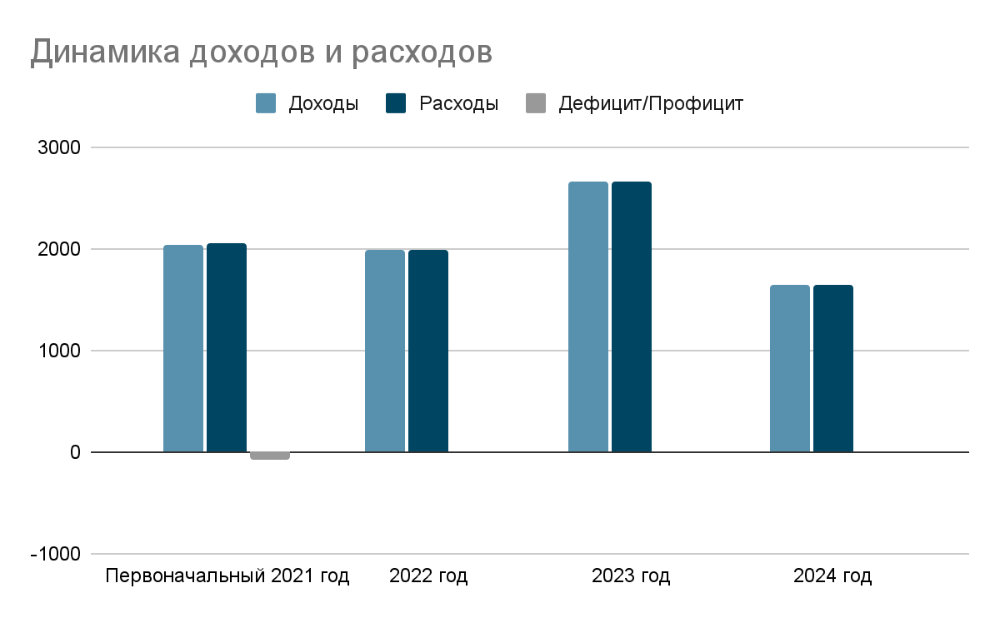 Динамика доходов и расходов
Доходы Расходы Дефицит/Профицит
3000
2000
1000
0
-1000
Первоначальный 2021 год 2022 год 2023 год 2024 год